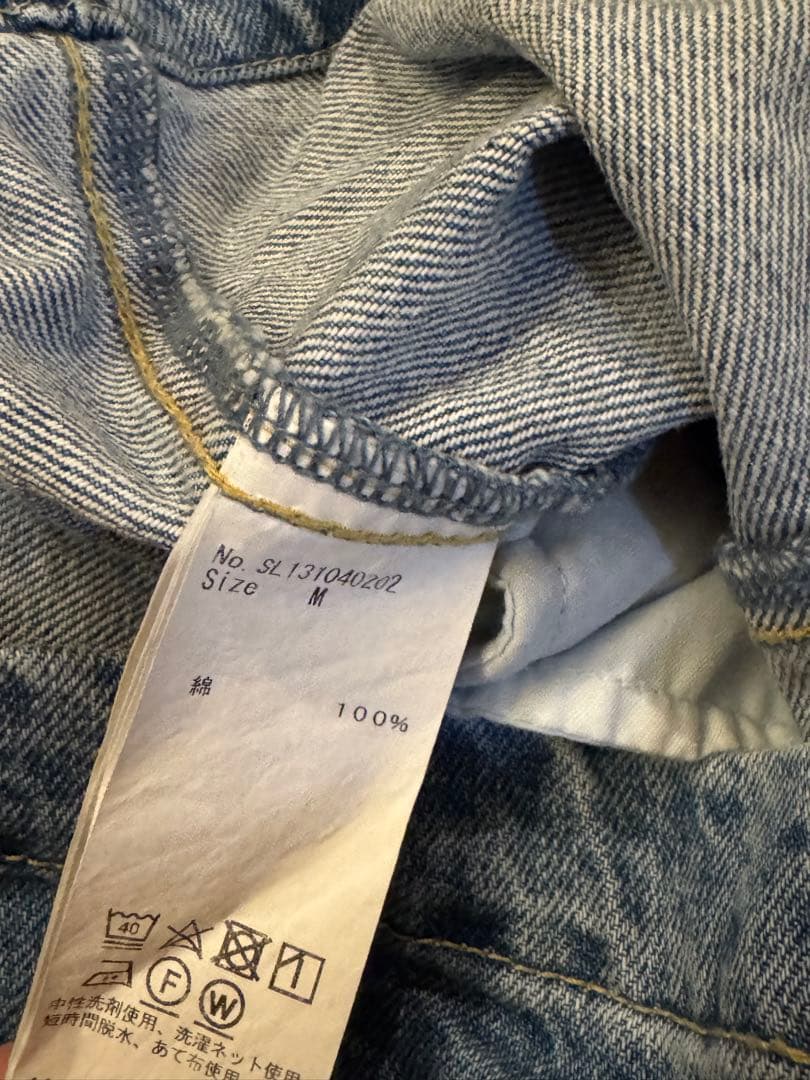 No. SL131040202
Size M
綿
100%
40
F
W
中性洗剤使用、洗濯ネット使用
短時間脱水、あて布使用